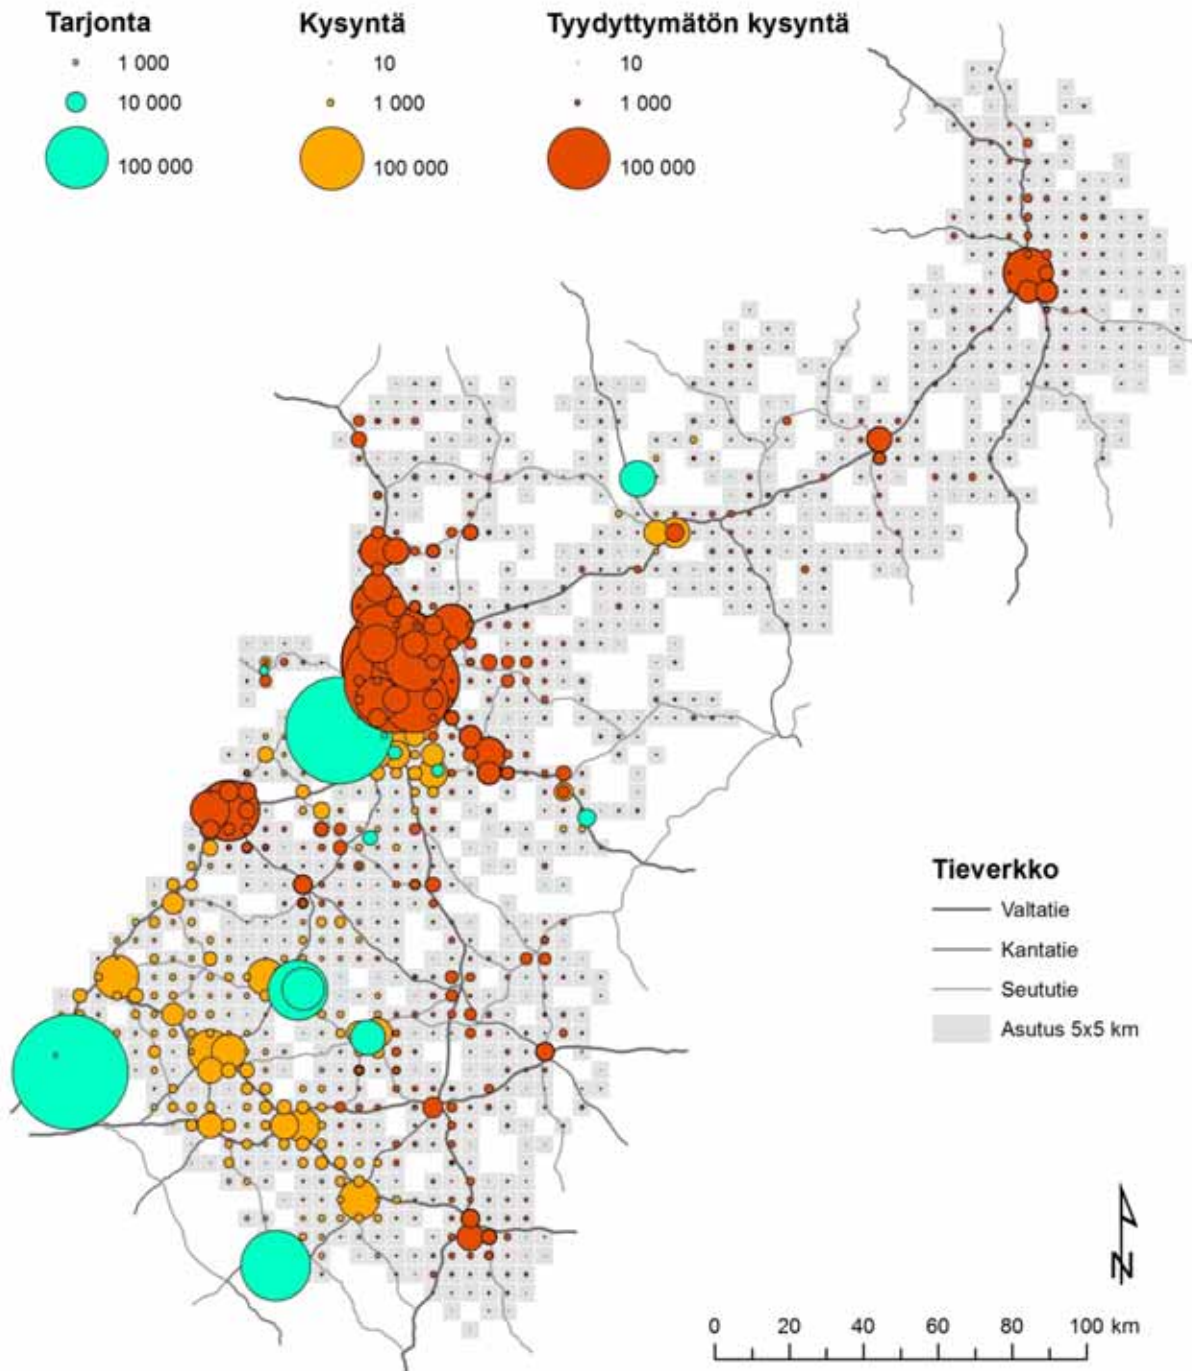 Tarjonta
1 000
10 000
100 000
Kysyntä
10
1 000
100 000
Tyydyttymätön kysyntä
10
1 000
100 000
Tieverkko
Valtatie
Kantatie
Seututie
Asutus 5x5 km
N
0 20 40 60 80 100 km